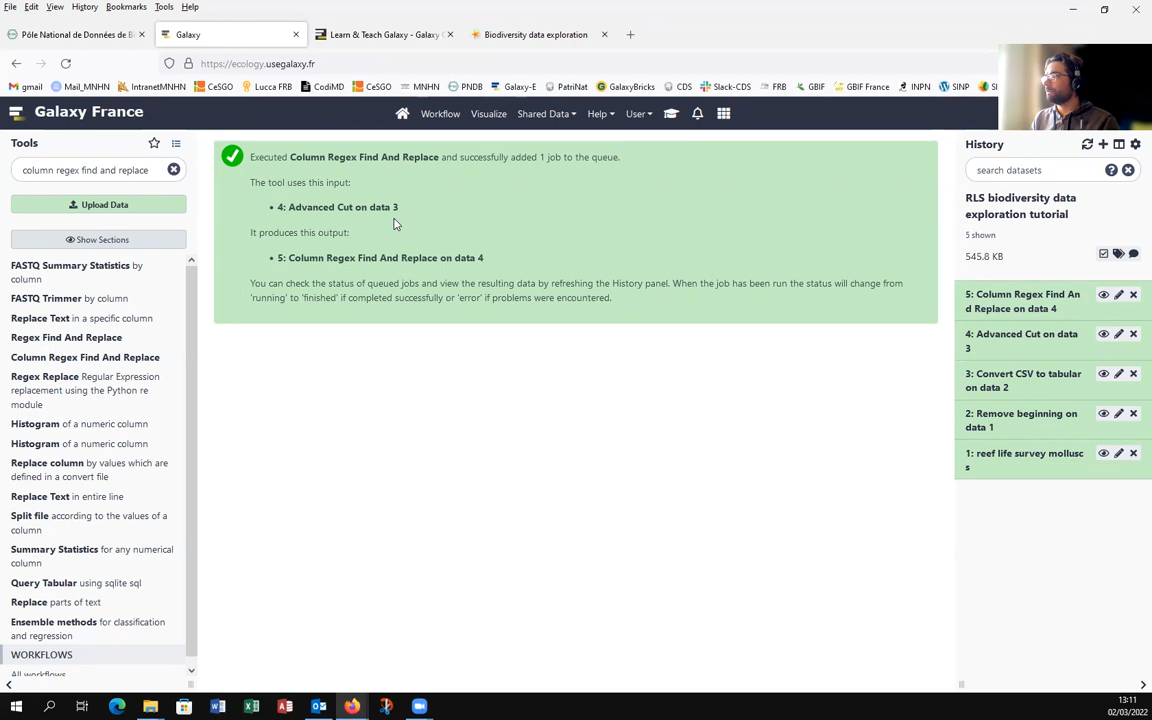 File Edit View History Bookmarks Tools Help
Pôle National de Données de Bi
Galaxy
Learn & Teach Galaxy - Galaxy C
Biodiversity data exploration
https://ecology.usegalaxy.fr
gmail Mail_MNHN IntranetMNHN CeSGO Lucca FRB CodiMD CeSGO MNHN PNDB Galaxy-E PatriNat GalaxyBricks CDS Slack-CDS FRB GBIF GBIF France INPN SINP
Galaxy France
Workflow Visualize Shared Data Help User
Tools
column regex find and replace
Upload Data
Show Sections
FASTQ Summary Statistics by
column
FASTQ Trimmer by column
Replace Text in a specific column
Regex Find And Replace
Column Regex Find And Replace
Regex Replace Regular Expression
replacement using the Python re
module
Histogram of a numeric column
Histogram of a numeric column
Replace column by values which are
defined in a convert file
Replace Text in entire line
Split file according to the values of a
column
Summary Statistics for any numerical
column
Query Tabular using sqlite sql
Replace parts of text
Ensemble methods for classification
and regression
WORKFLOWS
All workflows
Executed Column Regex Find And Replace and successfully added 1 job to the queue.
The tool uses this input:
• 4: Advanced Cut on data 3
It produces this output:
• 5: Column Regex Find And Replace on data 4
You can check the status of queued jobs and view the resulting data by refreshing the History panel. When the job has been run the status will change from
'running' to 'finished' if completed successfully or 'error' if problems were encountered.
History
search datasets
RLS biodiversity data
exploration tutorial
5 shown
545.8 KB
5: Column Regex Find An
d Replace on data 4
4: Advanced Cut on data
3
3: Convert CSV to tabular
on data 2
2: Remove beginning on
data 1
1: reef life survey mollusc
s
13:11
02/03/2022